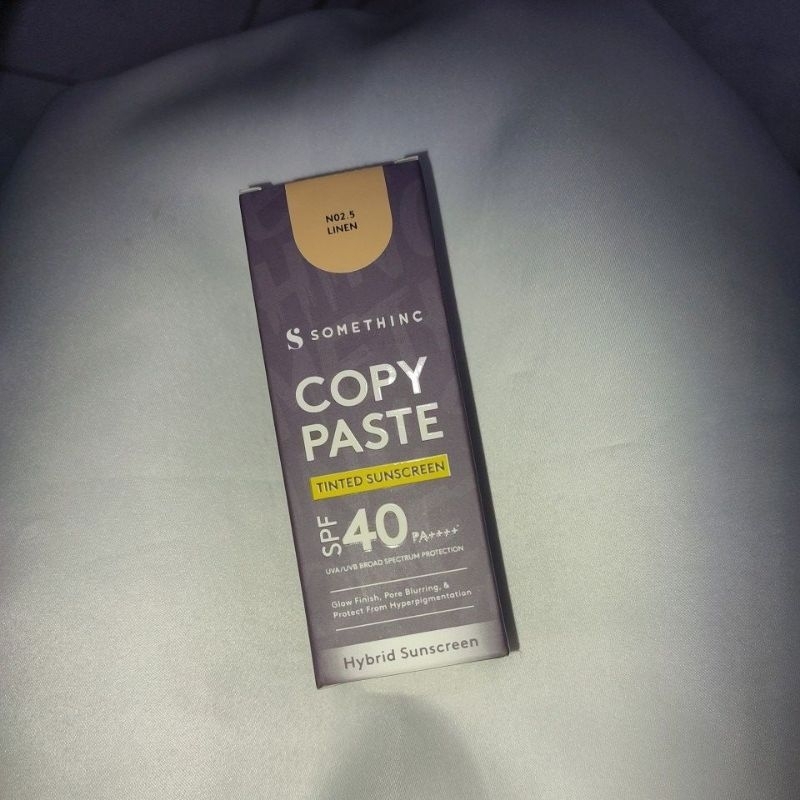 N02.5
LINEN
SOMETHINC
COPY
PASTE
TINTED SUNSCREEN
SPF 40 PA++++
UVA/UVB BROAD SPECTRUM PROTECTION
Glow Finish, Pore Blurring, &
Protect From Hyperpigmentation
Hybrid Sunscreen